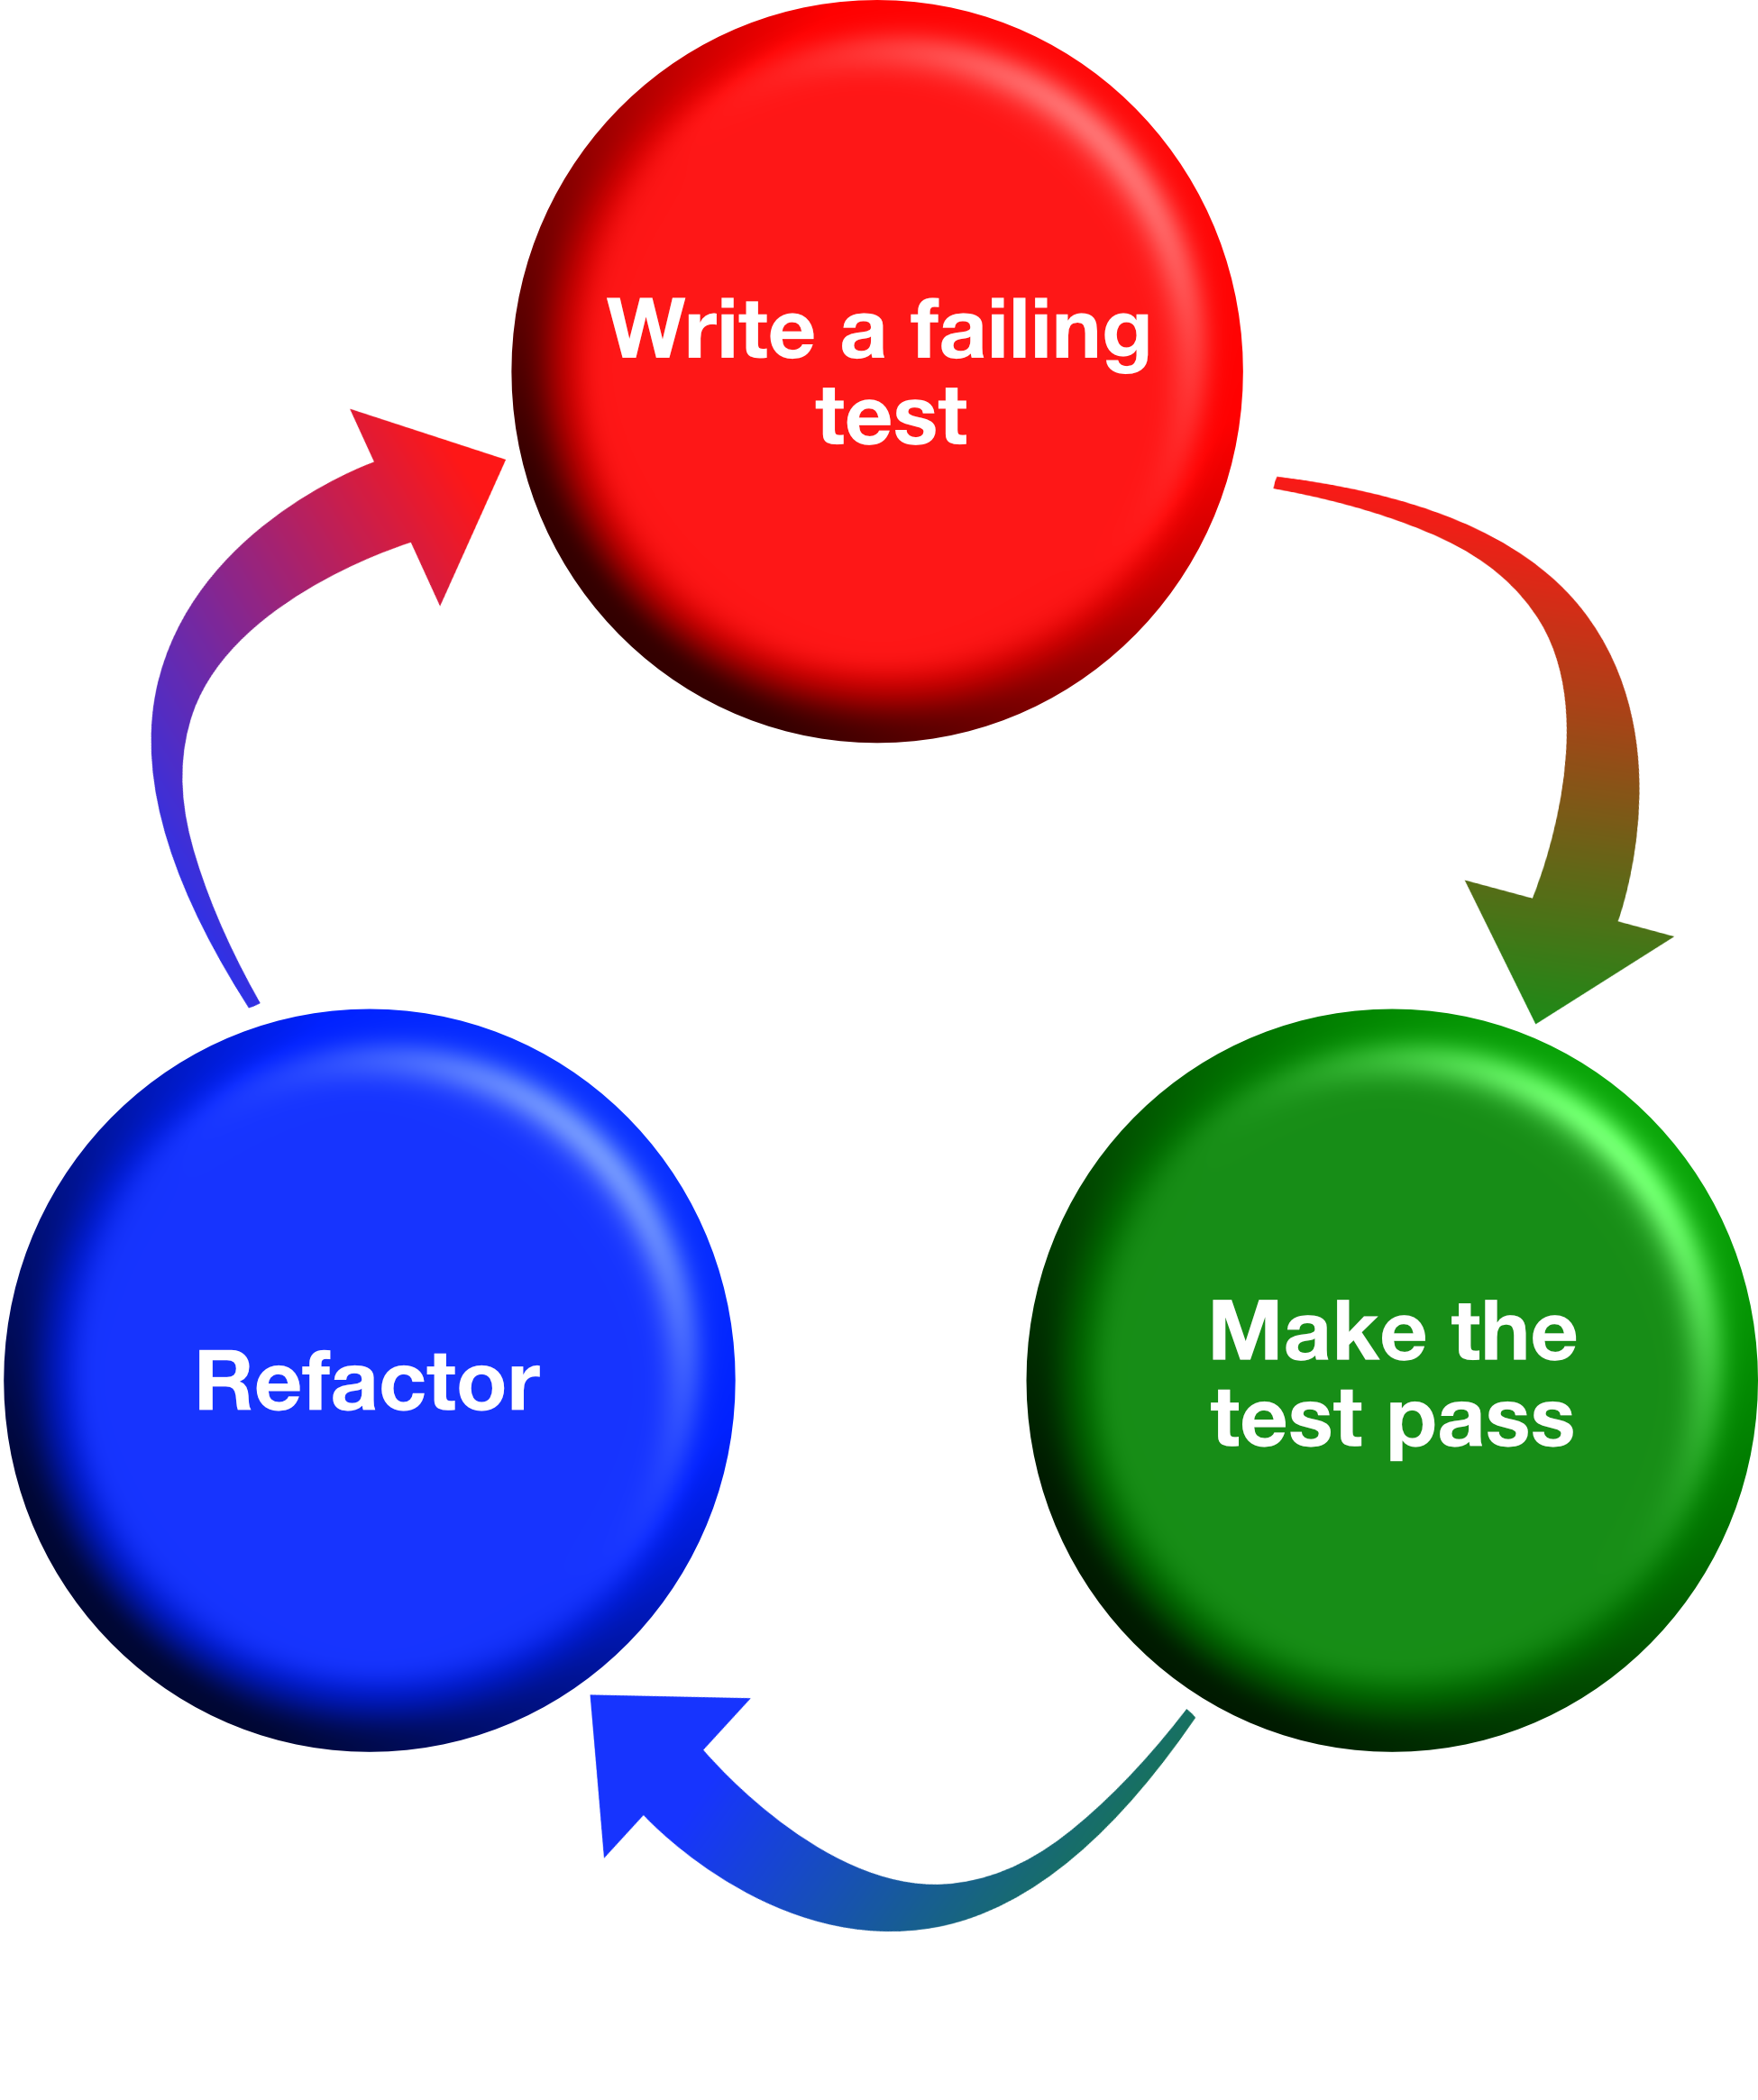 Write a failing
test
Make the
test pass
Refactor